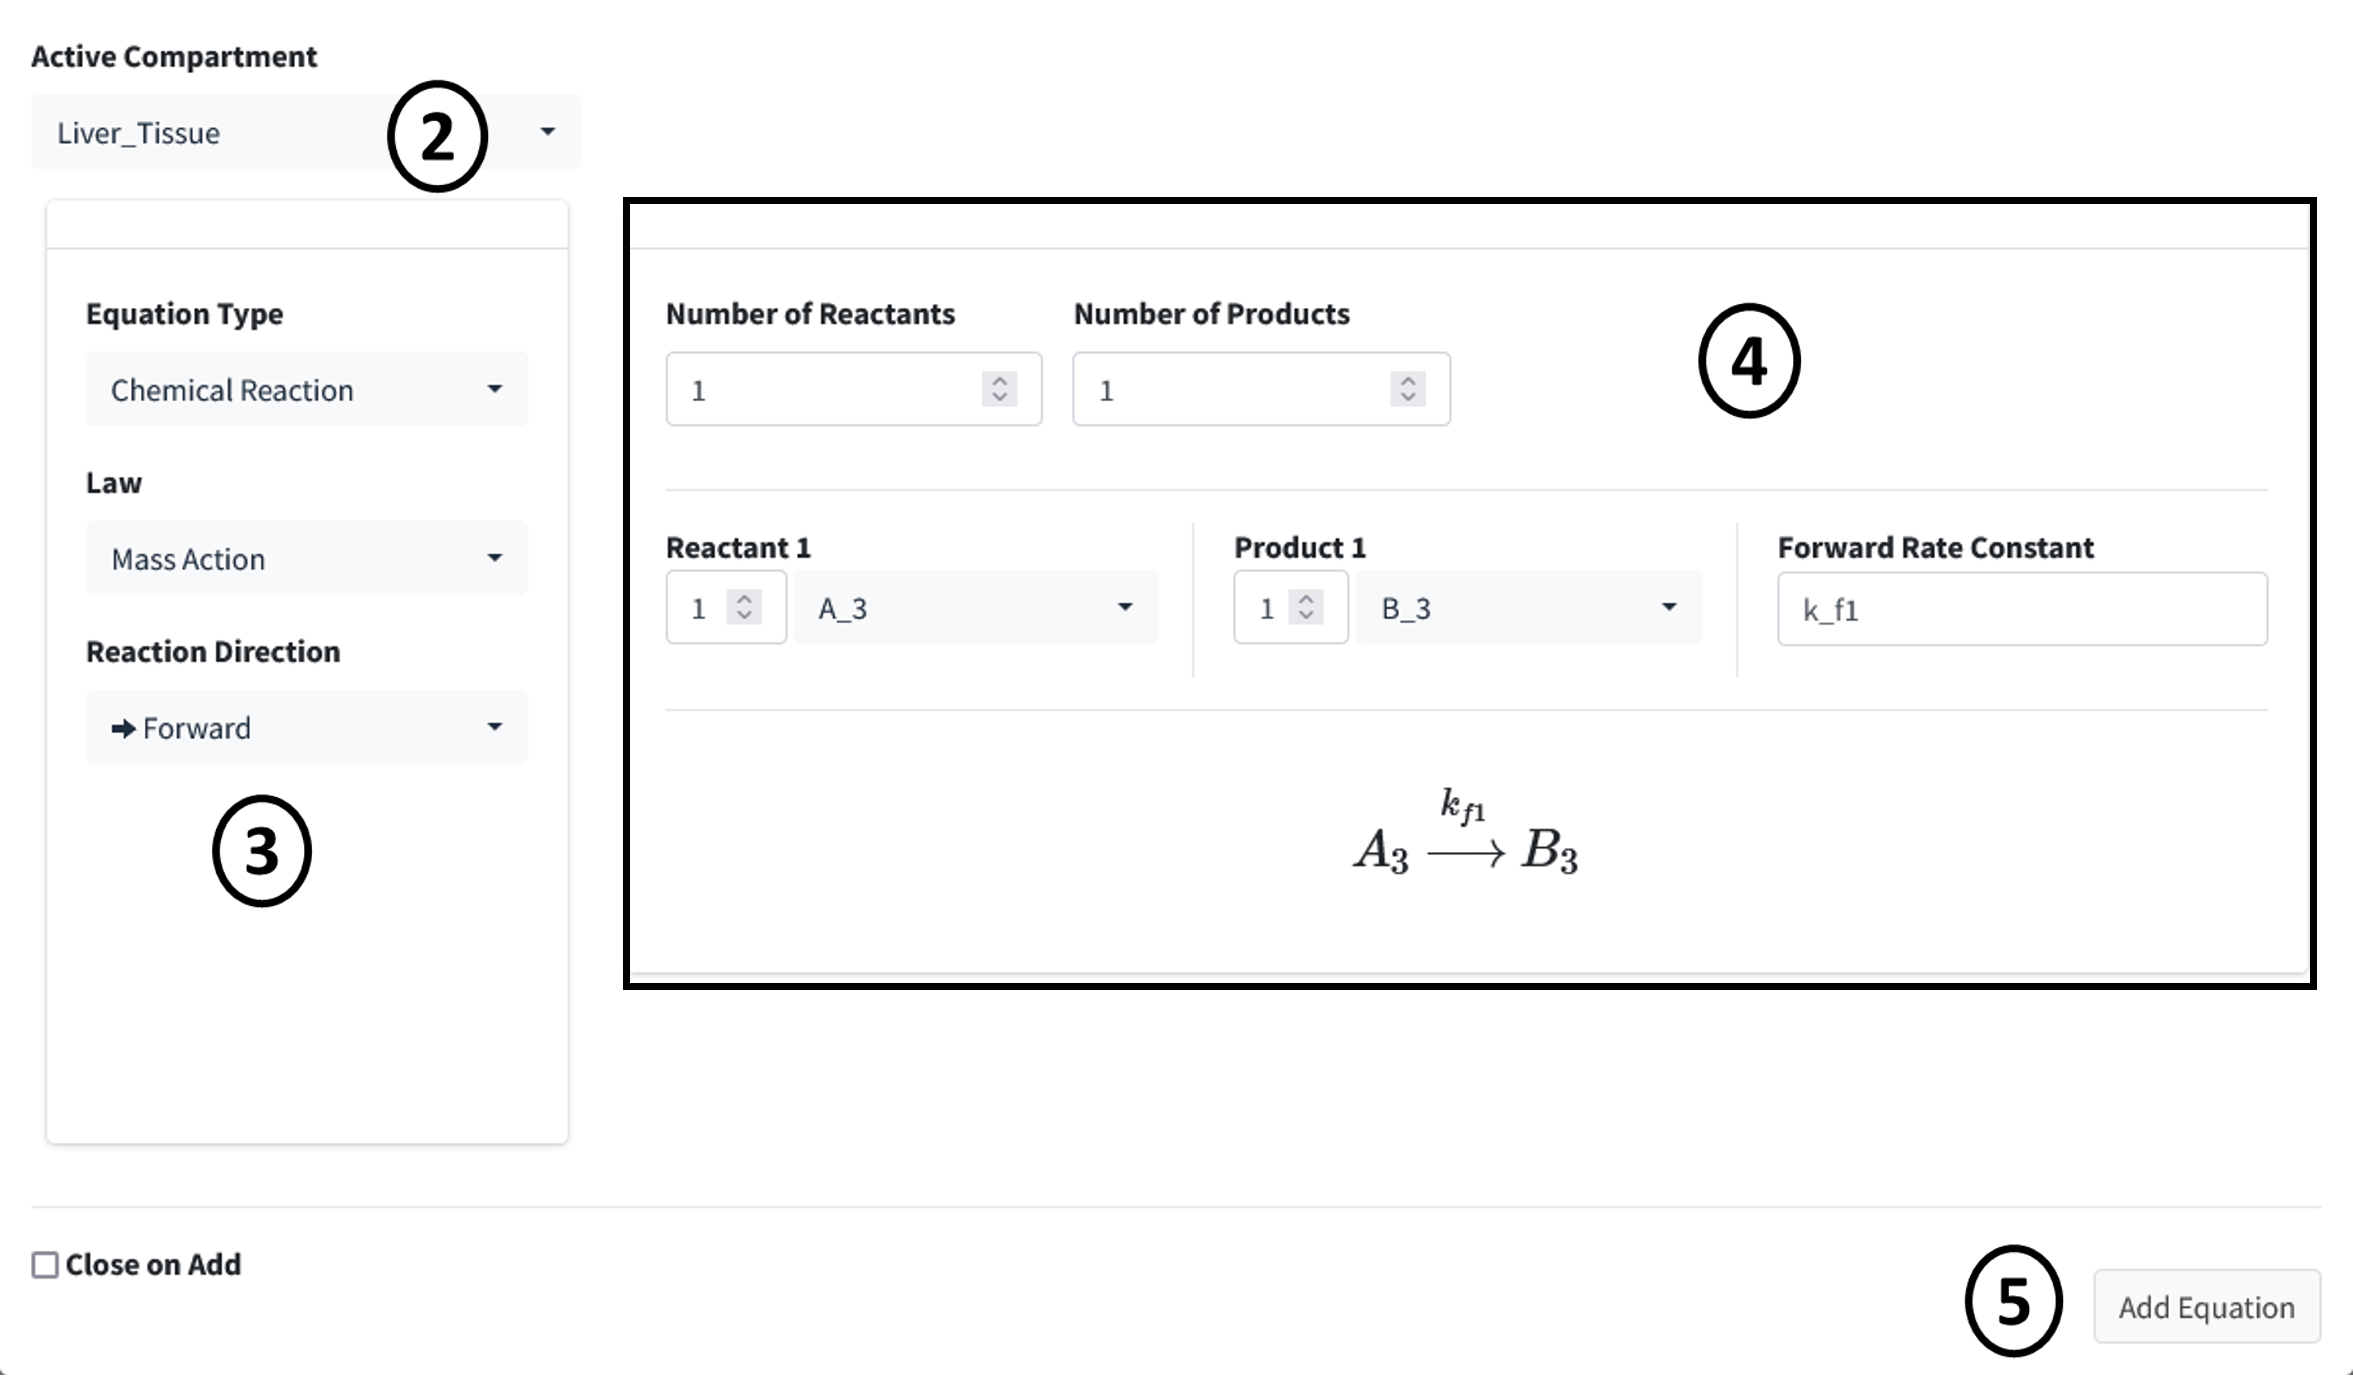 Active Compartment
Liver_Tissue
2
Equation Type
Chemical Reaction
Law
Mass Action
Reaction Direction
Forward
3
Number of Reactants Number of Products
1 1
4
Reactant 1 Product 1 Forward Rate Constant
1 A_3 1 B_3 k_f1
k_{f1}
A_3 ⟶ B_3
Close on Add
5
Add Equation